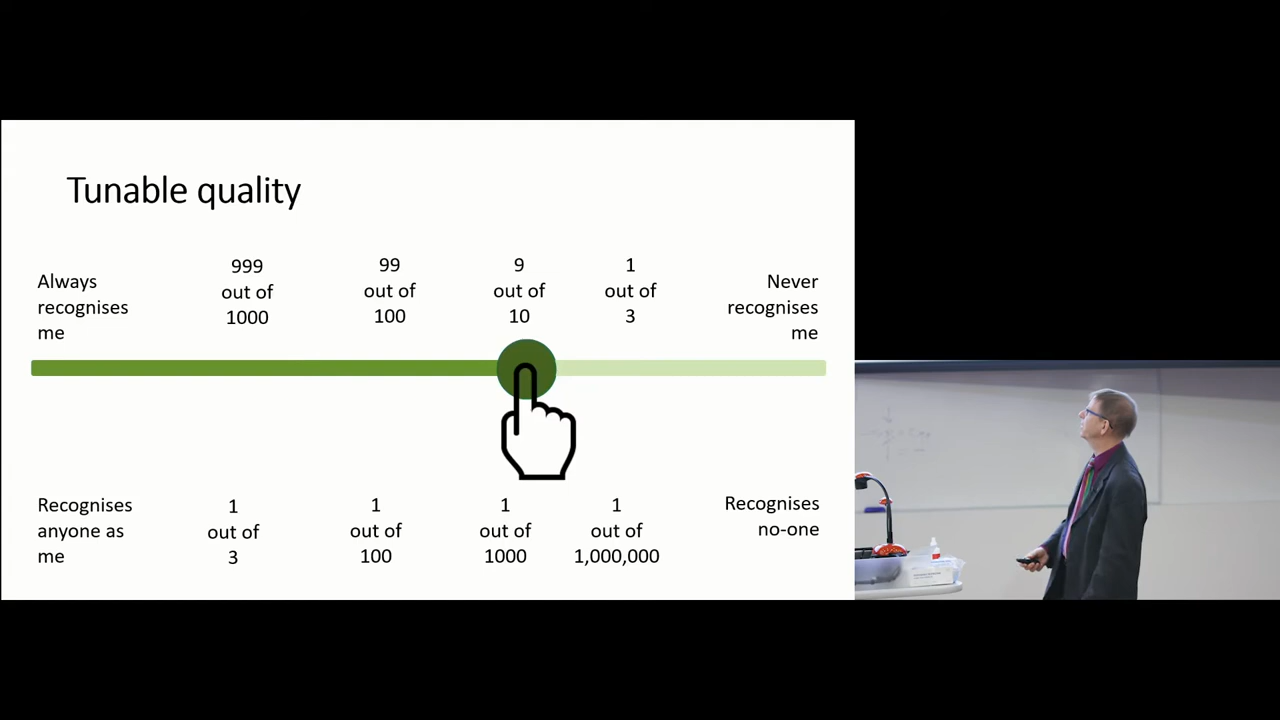 Tunable quality
Always
recognises
me
999
out of
1000
99
out of
100
9
out of
10
1
out of
3
Never
recognises
me
Recognises
anyone as
me
1
out of
3
1
out of
100
1
out of
1000
1
out of
1,000,000
Recognises
no-one